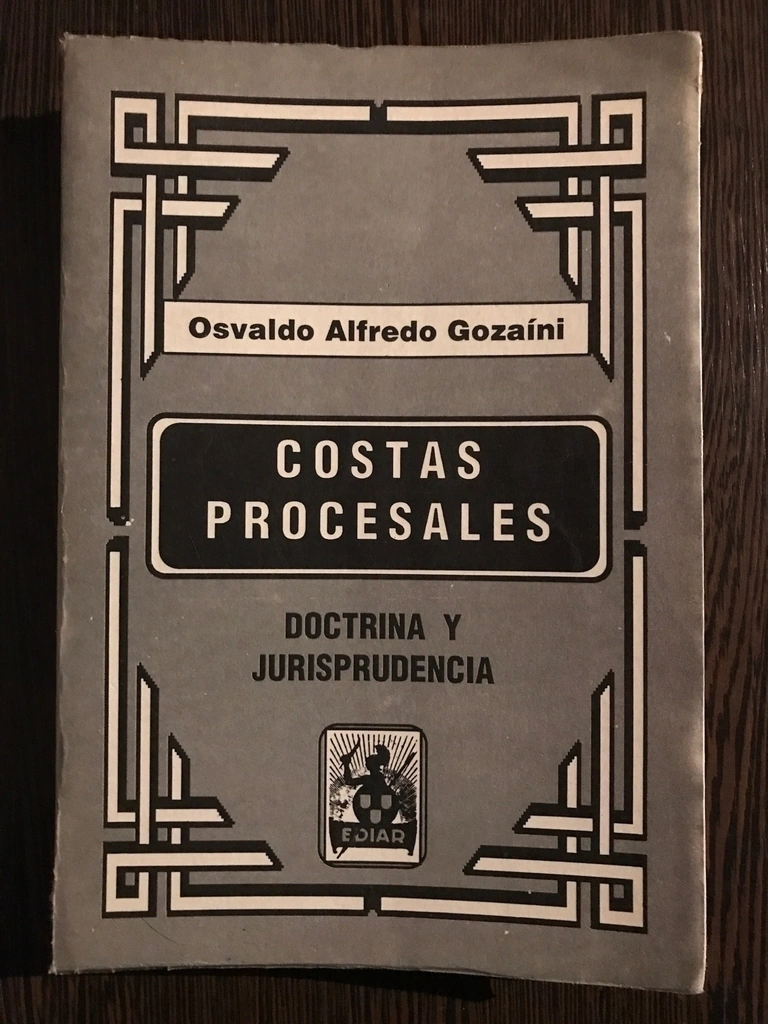 Osvaldo Alfredo Gozaíni
COSTAS
PROCESALES
DOCTRINA Y
JURISPRUDENCIA
EDIAR